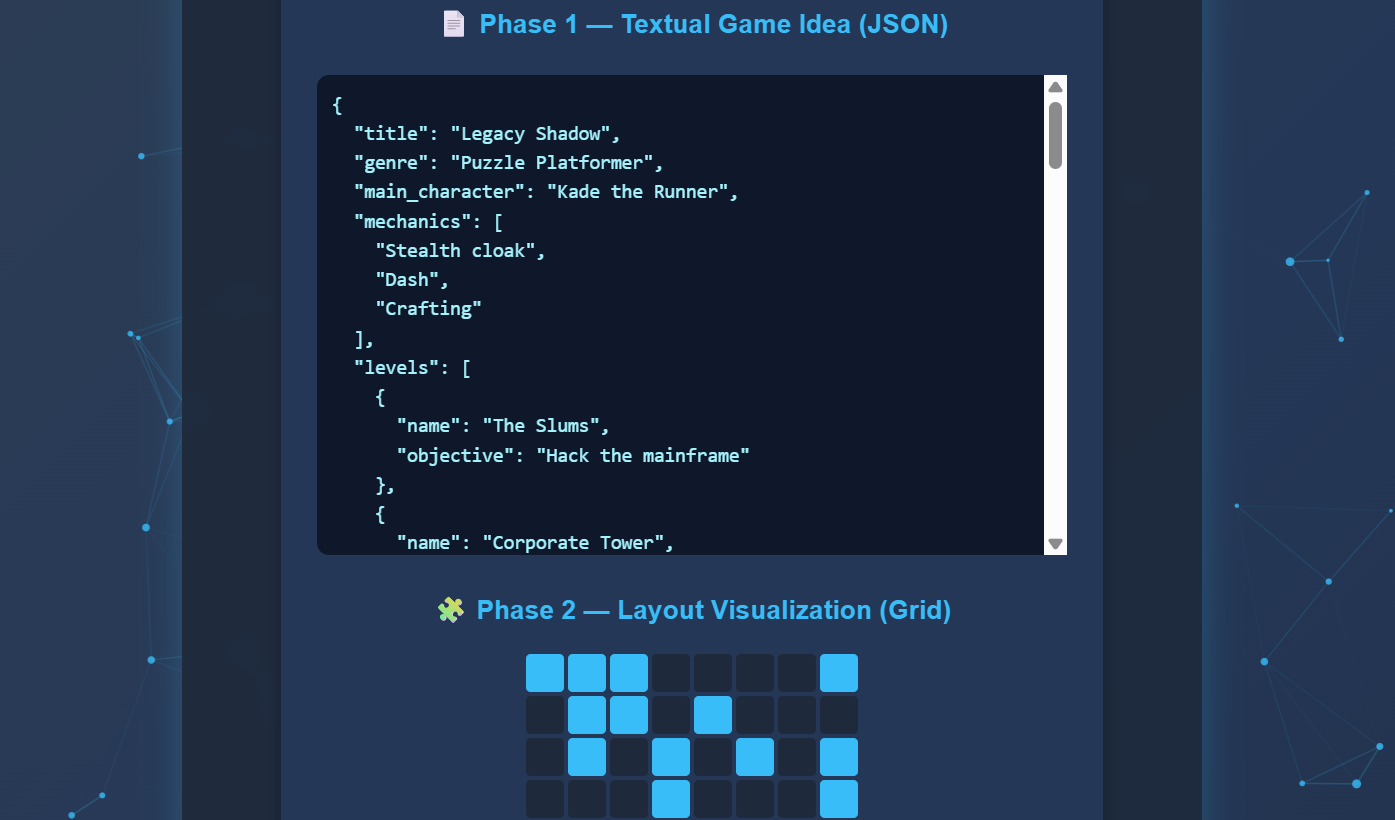 Phase 1 — Textual Game Idea (JSON)
{
  "title": "Legacy Shadow",
  "genre": "Puzzle Platformer",
  "main_character": "Kade the Runner",
  "mechanics": [
    "Stealth cloak",
    "Dash",
    "Crafting"
  ],
  "levels": [
    {
      "name": "The Slums",
      "objective": "Hack the mainframe"
    },
    {
      "name": "Corporate Tower",
Phase 2 — Layout Visualization (Grid)